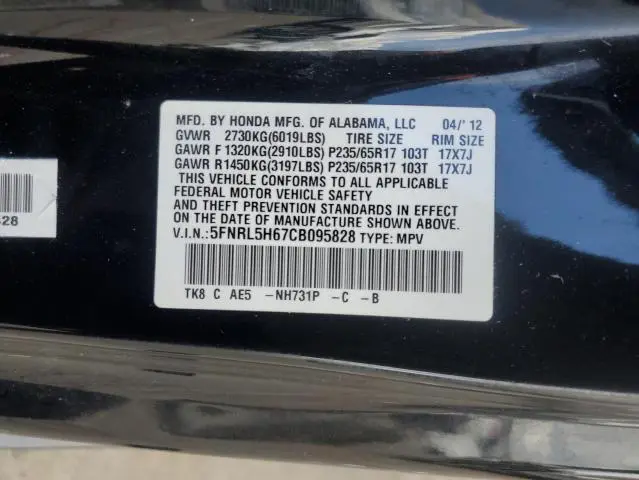 MFD. BY HONDA MFG. OF ALABAMA, LLC 04/'12
GVWR 2730KG(6019LBS) TIRE SIZE RIM SIZE
GAWR F 1320KG(2910LBS) P235/65R17 103T 17X7J
GAWR R1450KG(3197LBS) P235/65R17 103T 17X7J
THIS VEHICLE CONFORMS TO ALL APPLICABLE
FEDERAL MOTOR VEHICLE SAFETY
AND THEFT PREVENTION STANDARDS IN EFFECT
ON THE DATE OF MANUFACTURE SHOWN ABOVE.
V.I.N.:5FNRL5H67CB095828 TYPE: MPV
TK8 C AE5 -NH731P -C -B
828